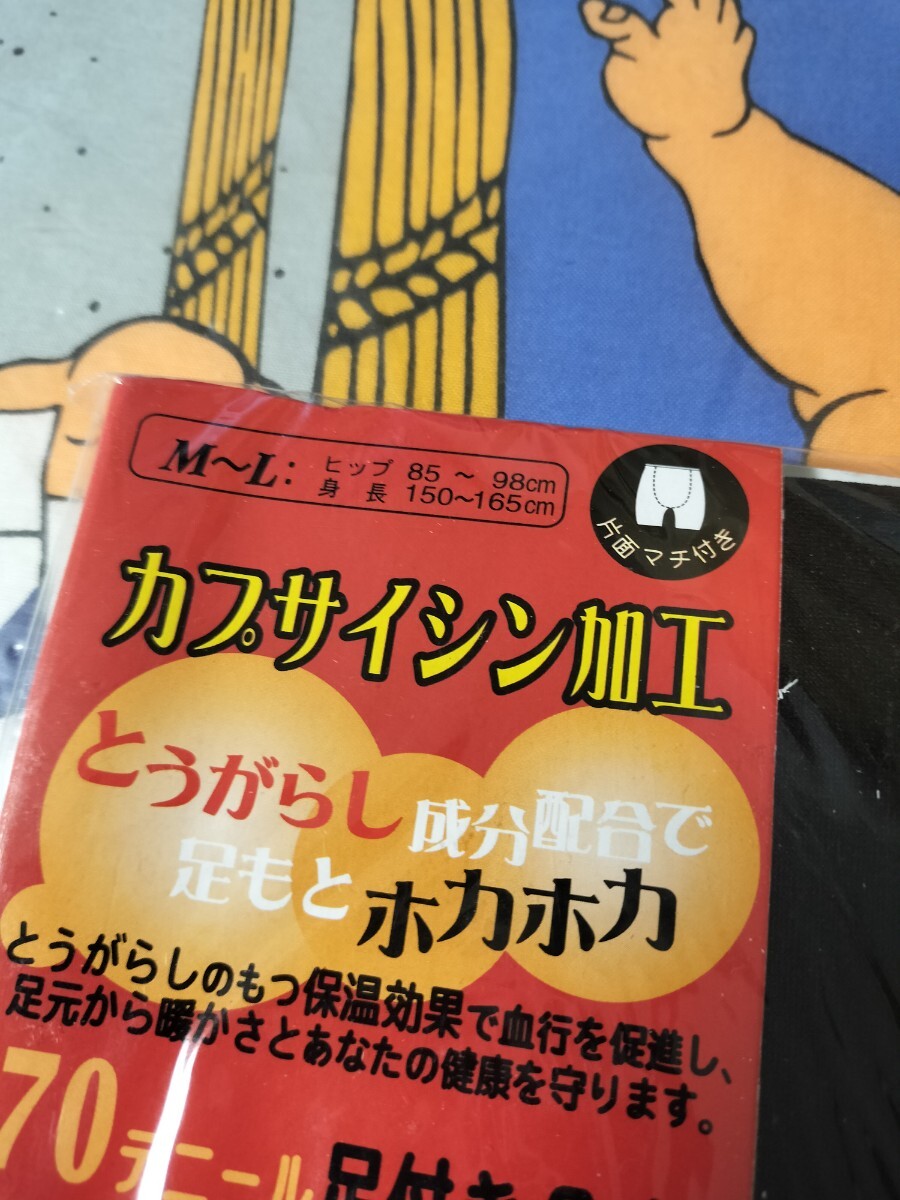 M～L: ヒップ 85 ～ 98cm
身長 150～165cm
片面マチ付き
カプサイシン加工
とうがらし成分配合で
足もとホカホカ
とうがらしのもつ保温効果で血行を促進し、
足元から暖かさとあなたの健康を守ります。
70デニール 足付き